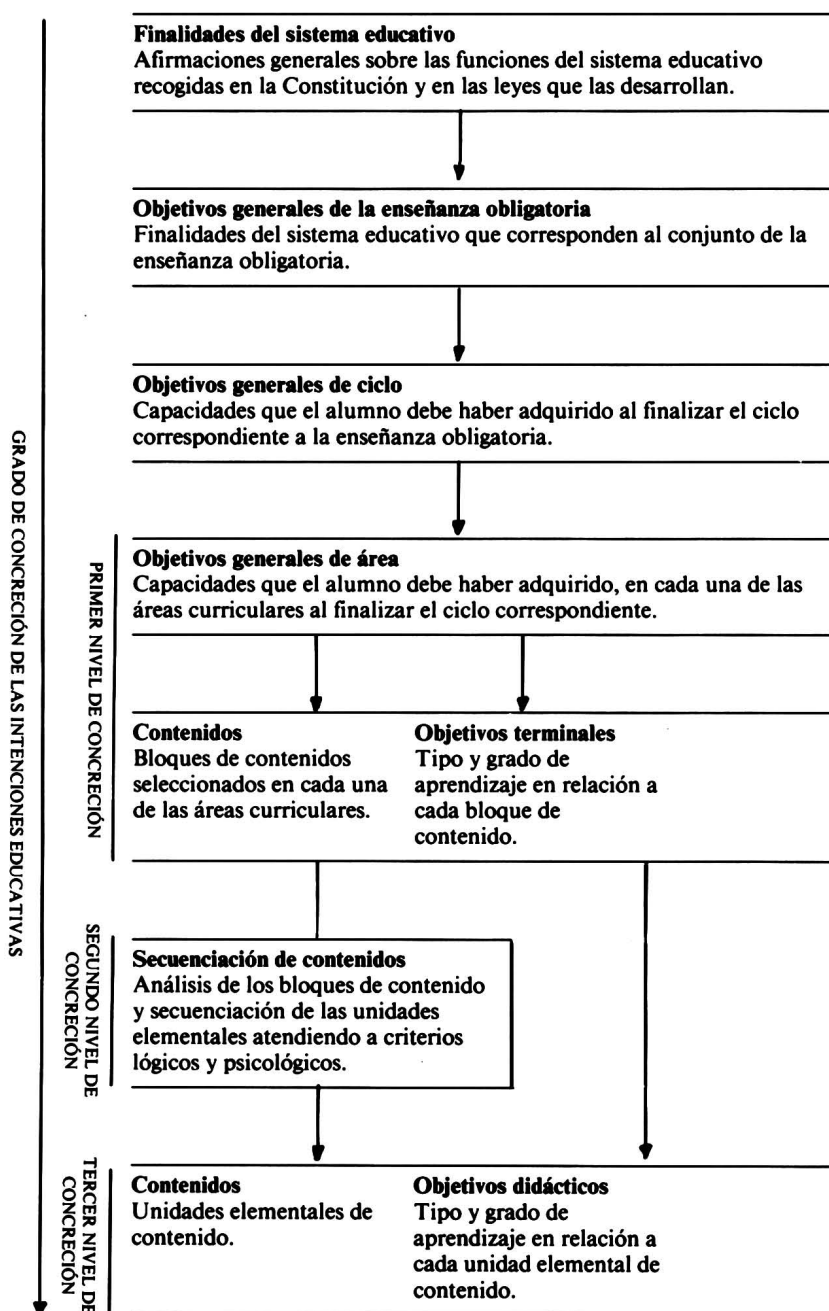 Finalidades del sistema educativo
Afirmaciones generales sobre las funciones del sistema educativo
recogidas en la Constitución y en las leyes que las desarrollan.
Objetivos generales de la enseñanza obligatoria
Finalidades del sistema educativo que corresponden al conjunto de la
enseñanza obligatoria.
Objetivos generales de ciclo
Capacidades que el alumno debe haber adquirido al finalizar el ciclo
correspondiente a la enseñanza obligatoria.
GRADO DE CONCRECIÓN DE LAS INTENCIONES EDUCATIVAS
PRIMER NIVEL DE CONCRECIÓN
Objetivos generales de área
Capacidades que el alumno debe haber adquirido, en cada una de las
áreas curriculares al finalizar el ciclo correspondiente.
Contenidos
Bloques de contenidos
seleccionados en cada una
de las áreas curriculares.
Objetivos terminales
Tipo y grado de
aprendizaje en relación a
cada bloque de
contenido.
SEGUNDO NIVEL DE
CONCRECIÓN
Secuenciación de contenidos
Análisis de los bloques de contenido
y secuenciación de las unidades
elementales atendiendo a criterios
lógicos y psicológicos.
TERCER NIVEL DE
CONCRECIÓN
Contenidos
Unidades elementales de
contenido.
Objetivos didácticos
Tipo y grado de
aprendizaje en relación a
cada unidad elemental de
contenido.